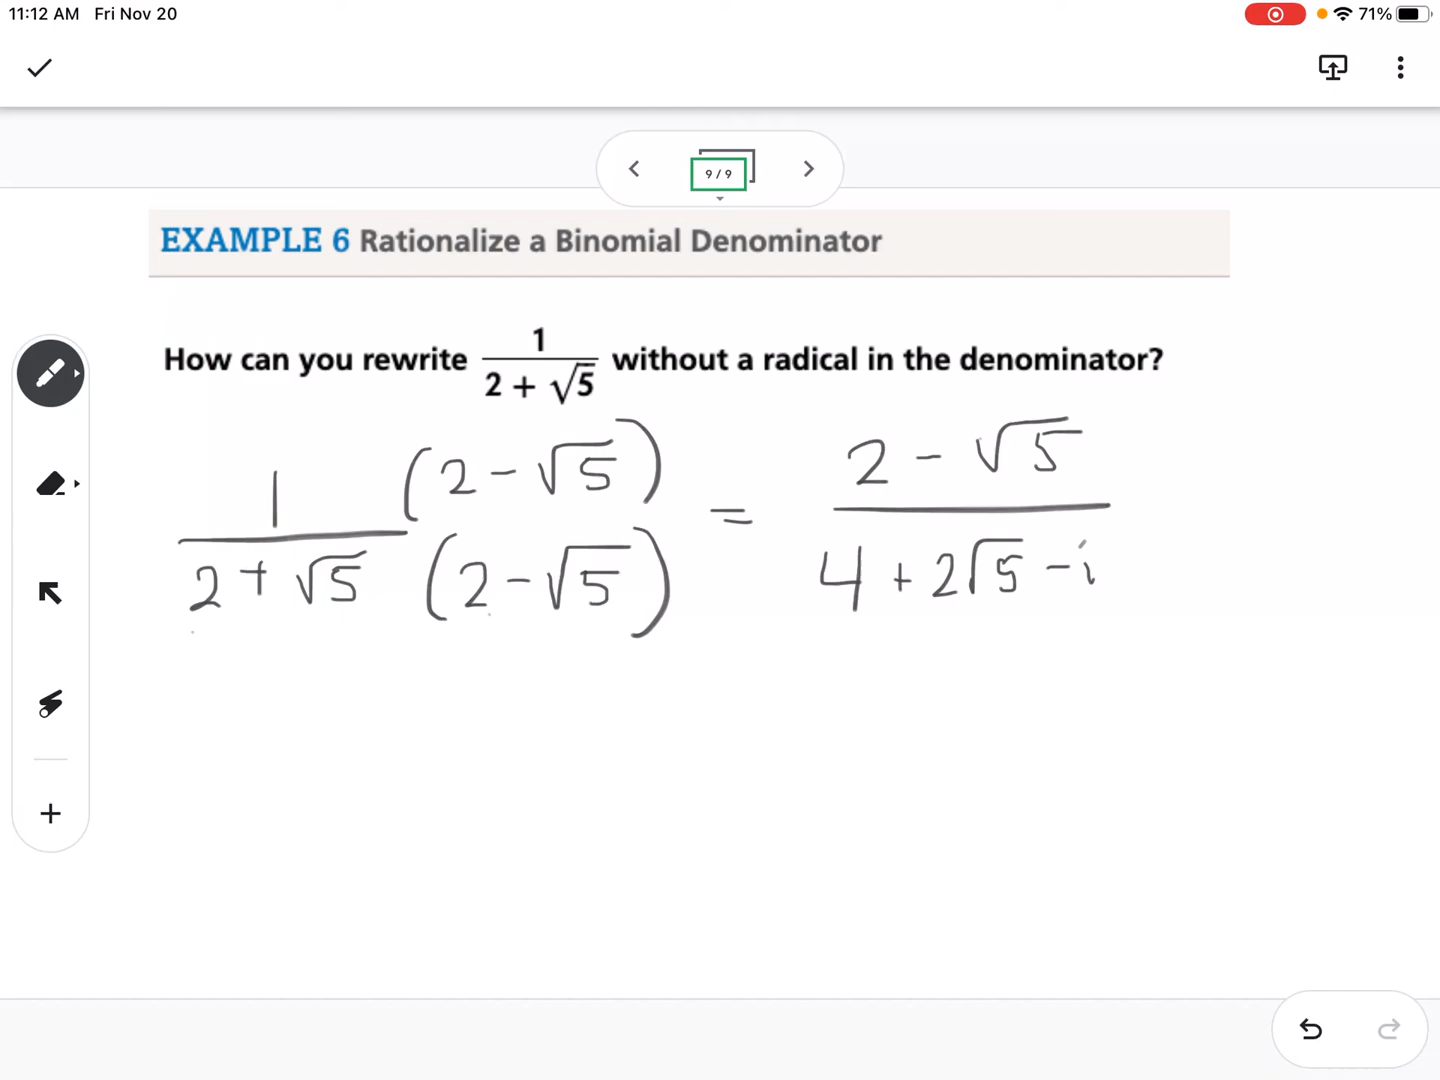 11:12 AM Fri Nov 20 71%
9 / 9
EXAMPLE 6 Rationalize a Binomial Denominator
How can you rewrite 1/(2 + √5) without a radical in the denominator?
1 (2 - √5) / 2 + √5 (2 - √5) = 2 - √5 / 4 + 2√5 -